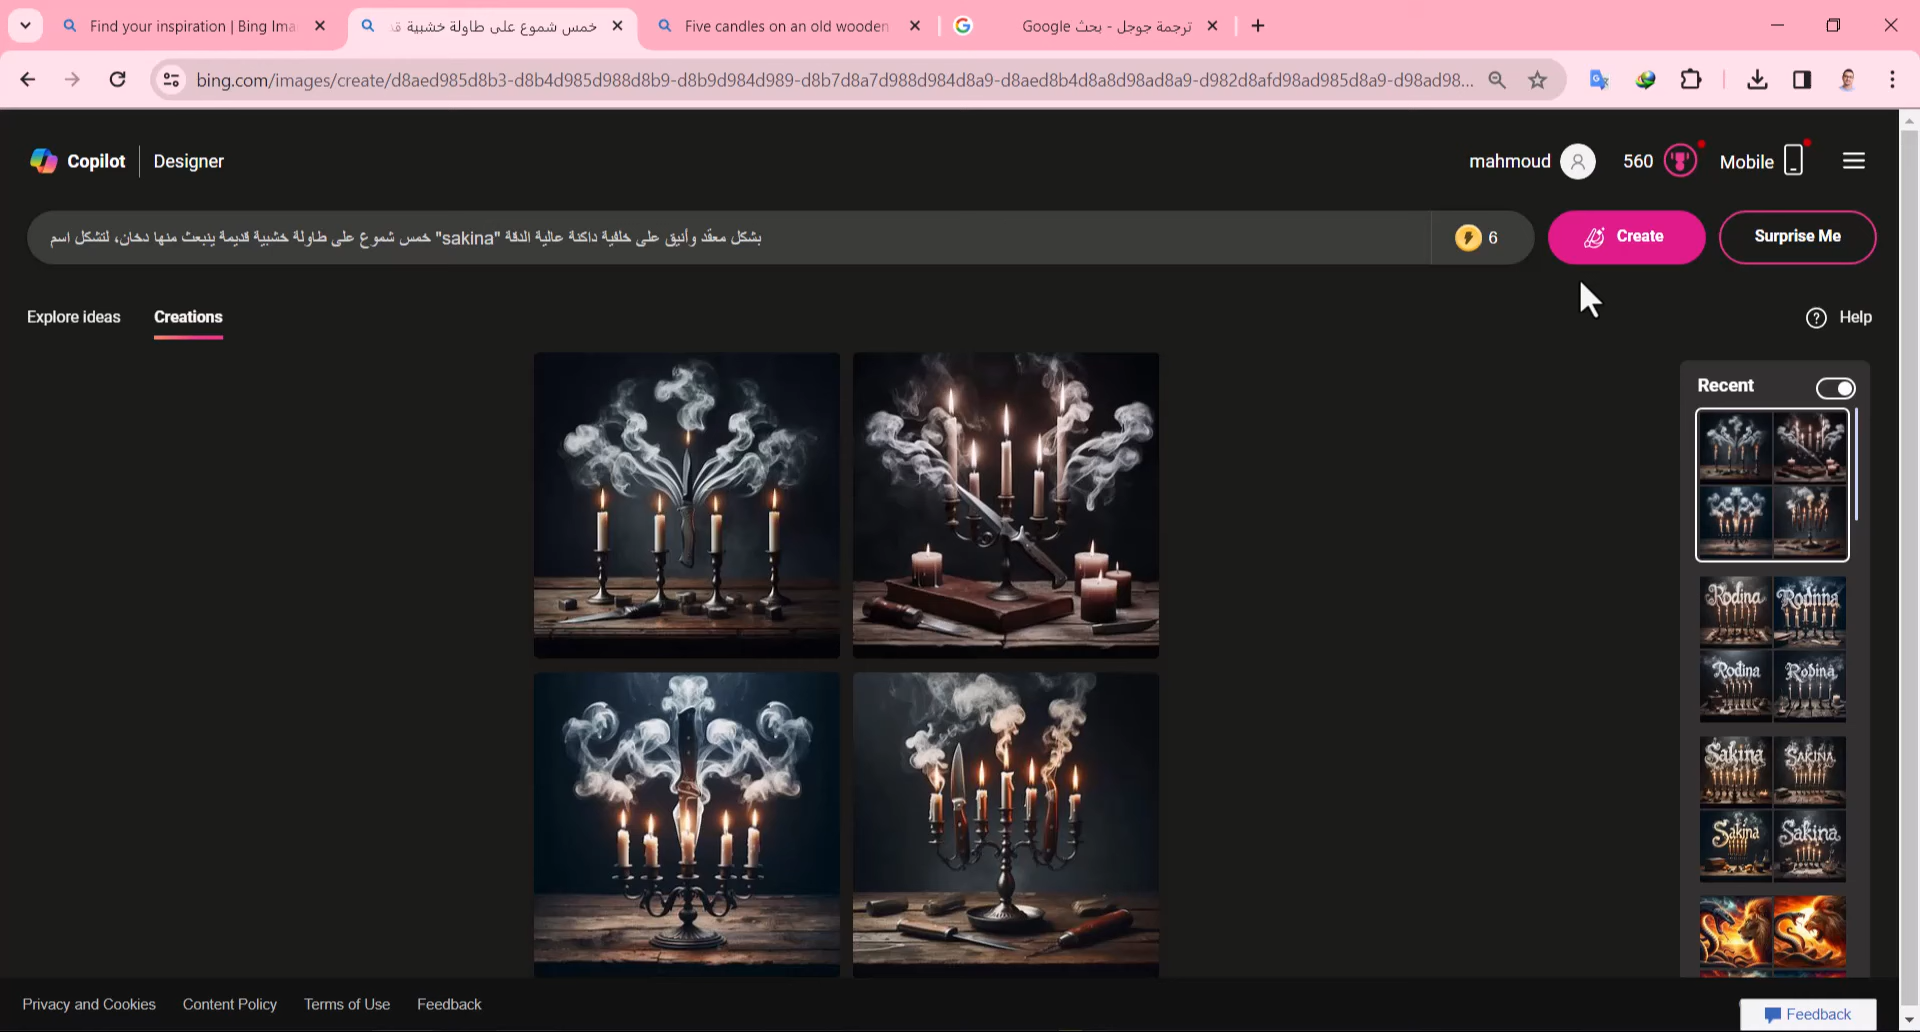 Find your inspiration | Bing Ima
خمس شموع على طاولة خشبية قد
Five candles on an old wooden
ترجمة جوجل - بحث Google
bing.com/images/create/d8aed985d8b3-d8b4d985d988d8b9-d8b9d984d989-d8b7d8a7d988d984d8a9-d8aed8b4d8a8d98ad8a9-d982d8afd98ad985d8a9-d98ad98...
Copilot
Designer
mahmoud
560
Mobile
خمس شموع على طاولة خشبية قديمة ينبعث منها دخان، لتشكل اسم "sakina" بشكل معقّد وأنيق على خلفية داكنة عالية الدقة
6
Create
Surprise Me
Explore ideas
Creations
Help
Recent
Rodina
Rodinna
Rodina
Robina
Sakina
SAKINA
Sakina
Sakina
Privacy and Cookies
Content Policy
Terms of Use
Feedback
Feedback